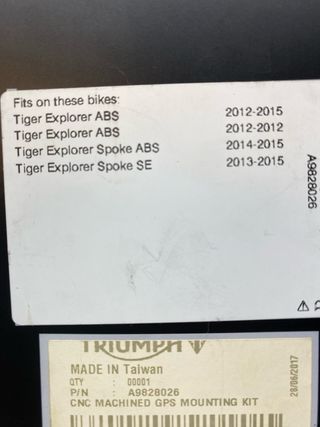 Fits on these bikes:
Tiger Explorer ABS 2012-2015
Tiger Explorer ABS 2012-2012
Tiger Explorer Spoke ABS 2014-2015
Tiger Explorer Spoke SE 2013-2015
A9828026
TRIUMPH
MADE IN Taiwan
QTY : 00001
P/N : A9828026
CNC MACHINED GPS MOUNTING KIT
28/06/2017